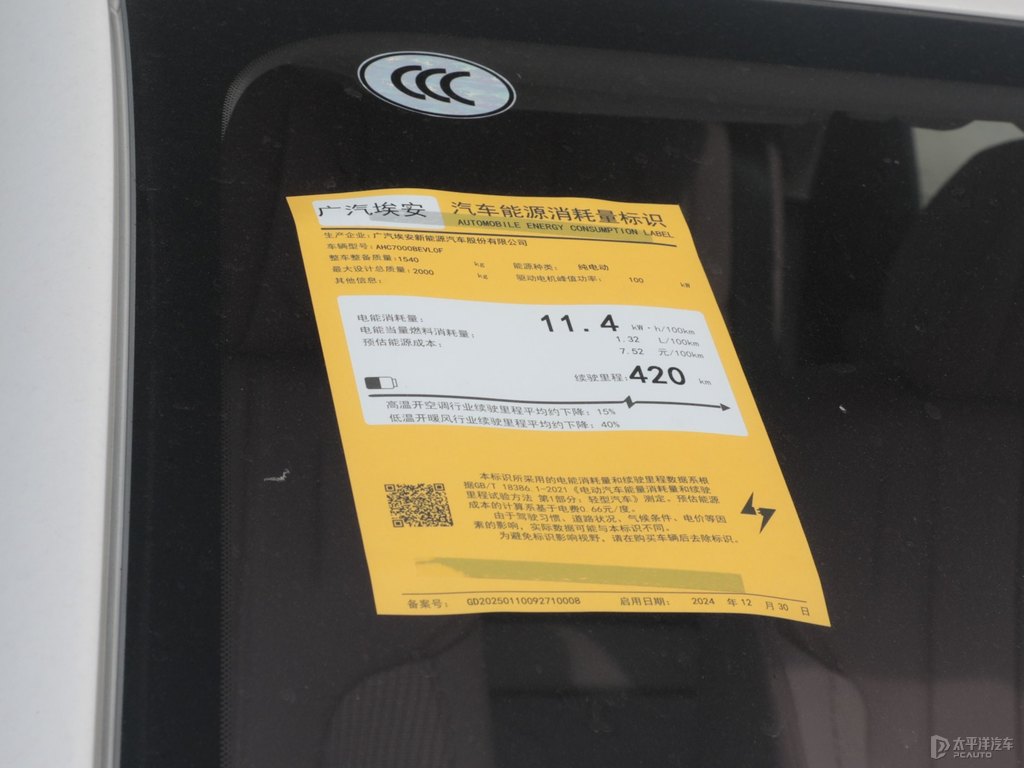 CCC
广汽埃安 汽车能源消耗量标识
AUTOMOBILE ENERGY CONSUMPTION LABEL
生产企业：广汽埃安新能源汽车股份有限公司
车辆型号：AHC7000BEVL0F
整车整备质量：1540 kg 能源种类： 纯电动
最大设计总质量：2000 kg 驱动电机峰值功率： 100 kW
其他信息：
电能消耗量： 11.4 kW·h/100km
电能当量燃料消耗量： 1.32 L/100km
预估能源成本： 7.52 元/100km
续驶里程：420 km
高温开空调行业续驶里程平均约下降：15%
低温开暖风行业续驶里程平均约下降：40%
本标识所采用的电能消耗量和续驶里程数据系根
据GB/T 18386.1-2021《电动汽车能量消耗量和续驶
里程试验方法 第1部分：轻型汽车》测定。预估能源
成本的计算系基于电费0.66元/度。
由于驾驶习惯、道路状况、气候条件、电价等因
素的影响，实际数据可能与本标识不同。
为避免标识影响视野，请在购买车辆后去除标识。
备案号： GD20250110092710008 启用日期： 2024 年 12 月 30 日
太平洋汽车
PCAUTO